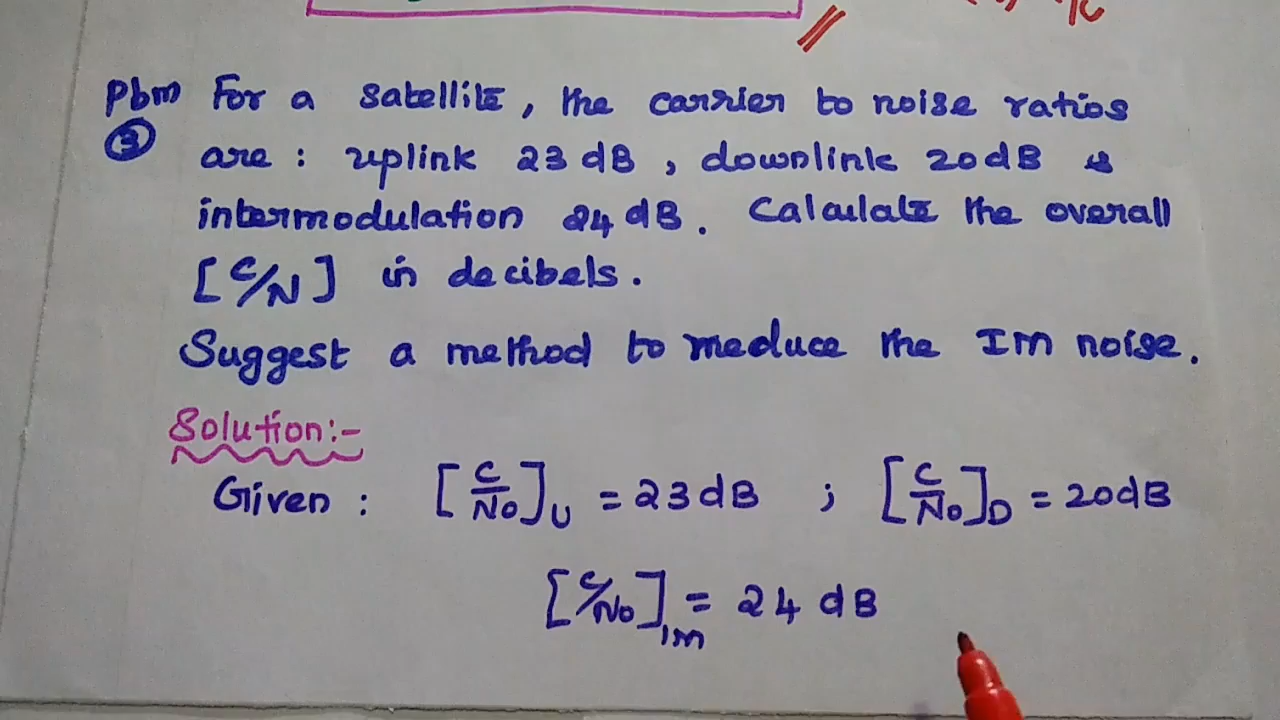 Pbm For a satellite, the carrier to noise ratios
③ are : uplink 23 dB , downlink 20dB &
intermodulation 24 dB. Calculate the overall
[C/N] in decibels.
Suggest a method to reduce the Im noise.
Solution:-
Given : [C/No]U = 23 dB ; [C/No]D = 20dB
[C/No]Im = 24 dB